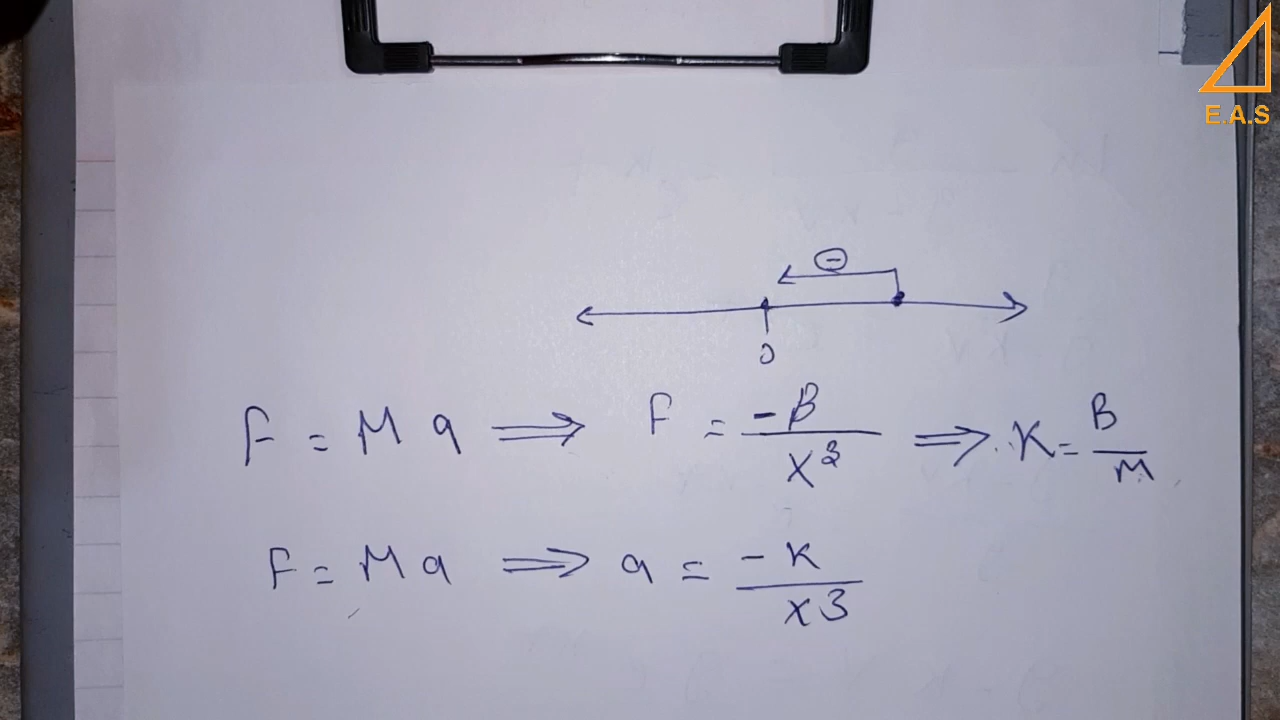 E.A.S
⊖
0
F = M a ⟹ F = -B / x³ ⟹ K = B / M
F = M a ⟹ a = -K / x3